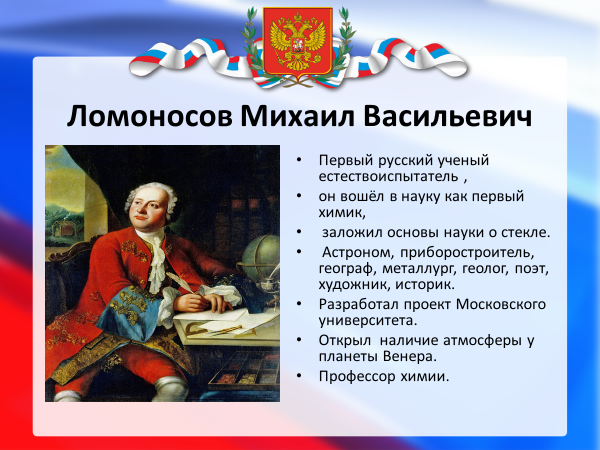 Ломоносов Михаил Васильевич
• Первый русский ученый
естествоиспытатель ,
• он вошёл в науку как первый
химик,
• заложил основы науки о стекле.
• Астроном, приборостроитель,
географ, металлург, геолог, поэт,
художник, историк.
• Разработал проект Московского
университета.
• Открыл наличие атмосферы у
планеты Венера.
• Профессор химии.